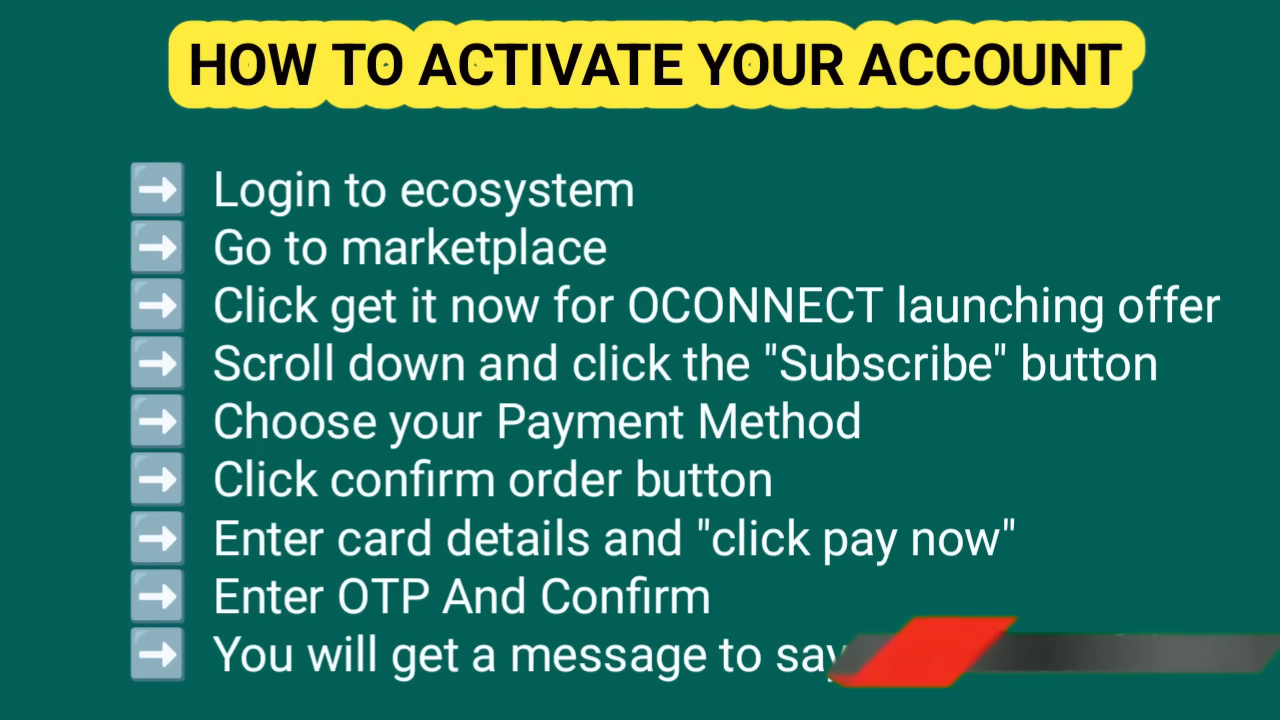 HOW TO ACTIVATE YOUR ACCOUNT
Login to ecosystem
Go to marketplace
Click get it now for OCONNECT launching offer
Scroll down and click the "Subscribe" button
Choose your Payment Method
Click confirm order button
Enter card details and "click pay now"
Enter OTP And Confirm
You will get a message to say